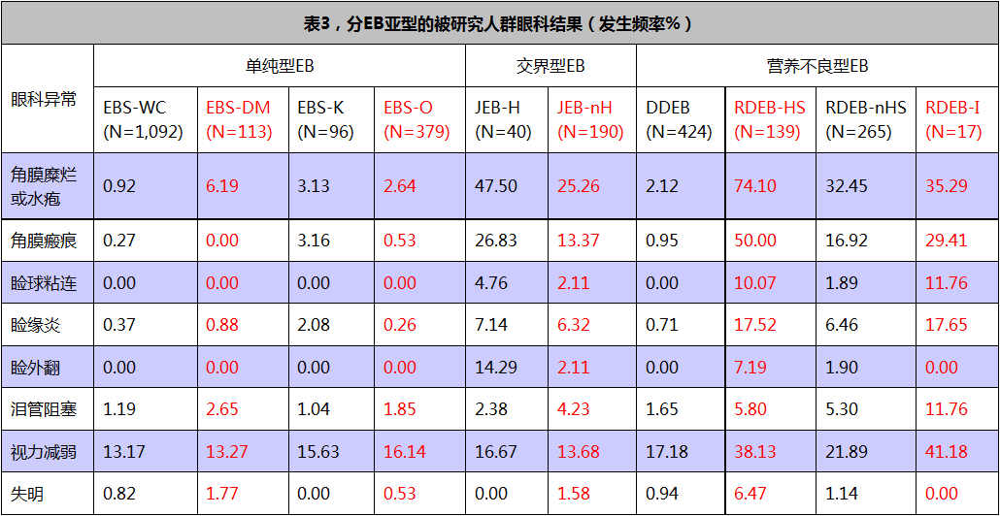 表3，分EB亚型的被研究人群眼科结果（发生频率%）
眼科异常 单纯型EB 交界型EB 营养不良型EB
EBS-WC EBS-DM EBS-K EBS-O JEB-H JEB-nH DDEB RDEB-HS RDEB-nHS RDEB-I
(N=1,092) (N=113) (N=96) (N=379) (N=40) (N=190) (N=424) (N=139) (N=265) (N=17)
角膜糜烂
或水疱 0.92 6.19 3.13 2.64 47.50 25.26 2.12 74.10 32.45 35.29
角膜瘢痕 0.27 0.00 3.16 0.53 26.83 13.37 0.95 50.00 16.92 29.41
睑球粘连 0.00 0.00 0.00 0.00 4.76 2.11 0.00 10.07 1.89 11.76
睑缘炎 0.37 0.88 2.08 0.26 7.14 6.32 0.71 17.52 6.46 17.65
睑外翻 0.00 0.00 0.00 0.00 14.29 2.11 0.00 7.19 1.90 0.00
泪管阻塞 1.19 2.65 1.04 1.85 2.38 4.23 1.65 5.80 5.30 11.76
视力减弱 13.17 13.27 15.63 16.14 16.67 13.68 17.18 38.13 21.89 41.18
失明 0.82 1.77 0.00 0.53 0.00 1.58 0.94 6.47 1.14 0.00